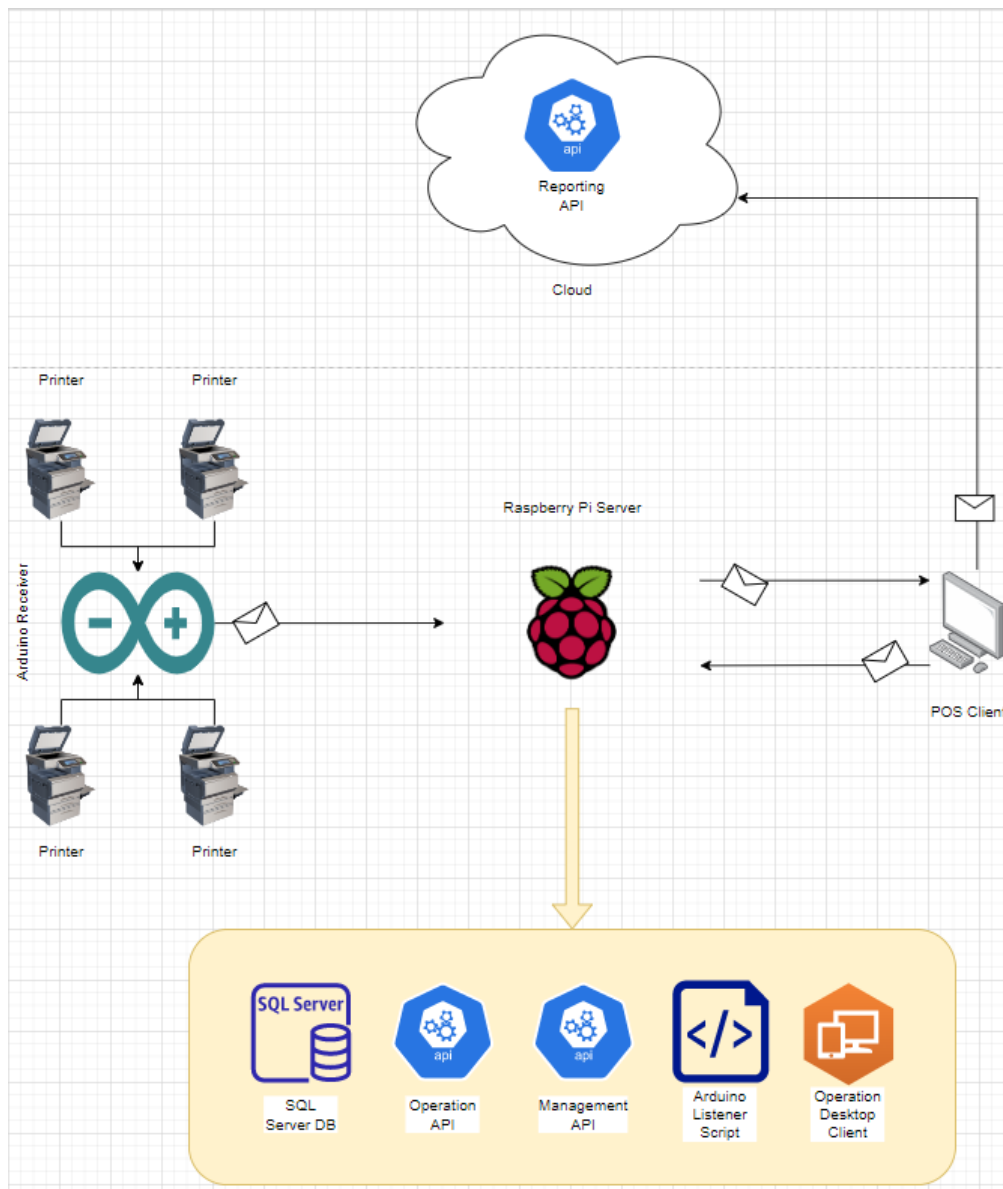 api
Reporting
API
Cloud
Printer
Printer
Raspberry Pi Server
Arduino Receiver
POS Client
Printer
Printer
SQL Server
api
api
SQL
Server DB
Operation
API
Management
API
Arduino
Listener
Script
Operation
Desktop
Client